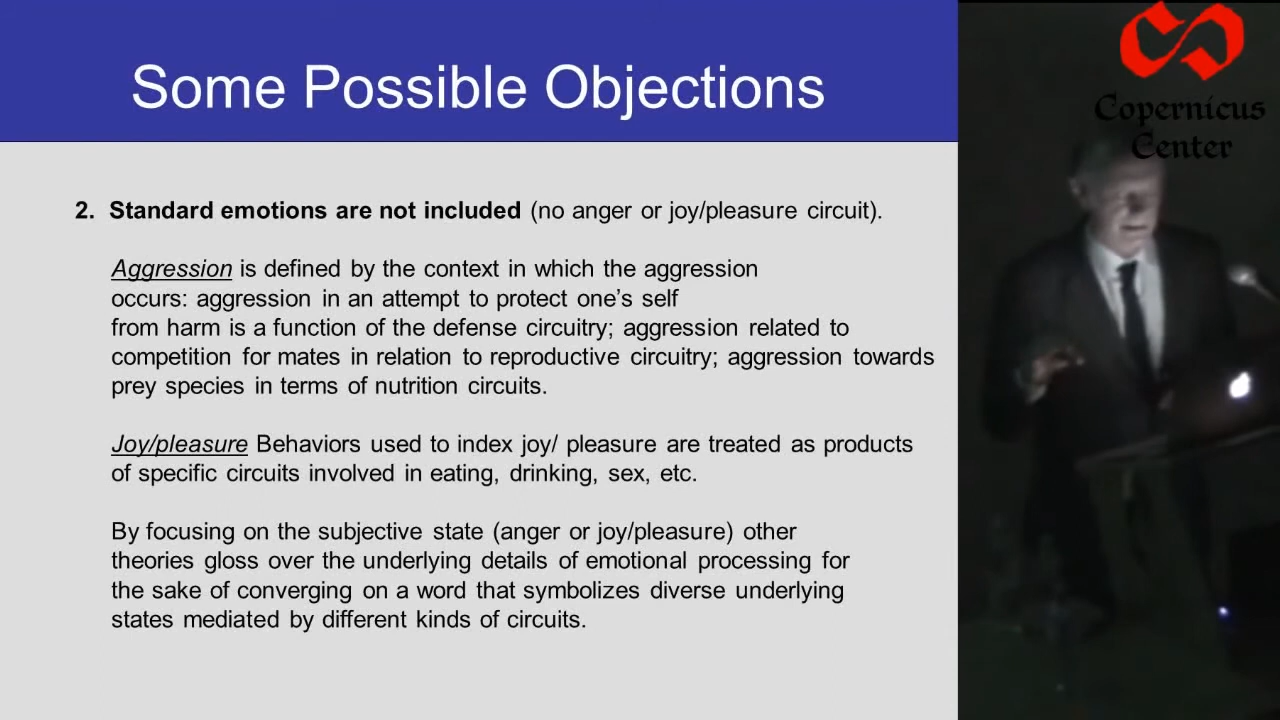 Some Possible Objections
Copernicus
Center
2. Standard emotions are not included (no anger or joy/pleasure circuit).
Aggression is defined by the context in which the aggression
occurs: aggression in an attempt to protect one’s self
from harm is a function of the defense circuitry; aggression related to
competition for mates in relation to reproductive circuitry; aggression towards
prey species in terms of nutrition circuits.
Joy/pleasure Behaviors used to index joy/ pleasure are treated as products
of specific circuits involved in eating, drinking, sex, etc.
By focusing on the subjective state (anger or joy/pleasure) other
theories gloss over the underlying details of emotional processing for
the sake of converging on a word that symbolizes diverse underlying
states mediated by different kinds of circuits.